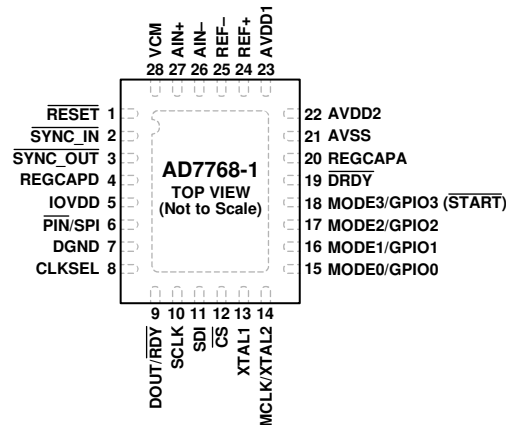 VCM
AIN+
AIN–
REF–
REF+
AVDD1
28 27 26 25 24 23
RESET 1
SYNC_IN 2
SYNC_OUT 3
REGCAPD 4
IOVDD 5
PIN/SPI 6
DGND 7
CLKSEL 8
AD7768-1
TOP VIEW
(Not to Scale)
22 AVDD2
21 AVSS
20 REGCAPA
19 DRDY
18 MODE3/GPIO3 (START)
17 MODE2/GPIO2
16 MODE1/GPIO1
15 MODE0/GPIO0
9 10 11 12 13 14
DOUT/RDY
SCLK
SDI
CS
XTAL1
MCLK/XTAL2